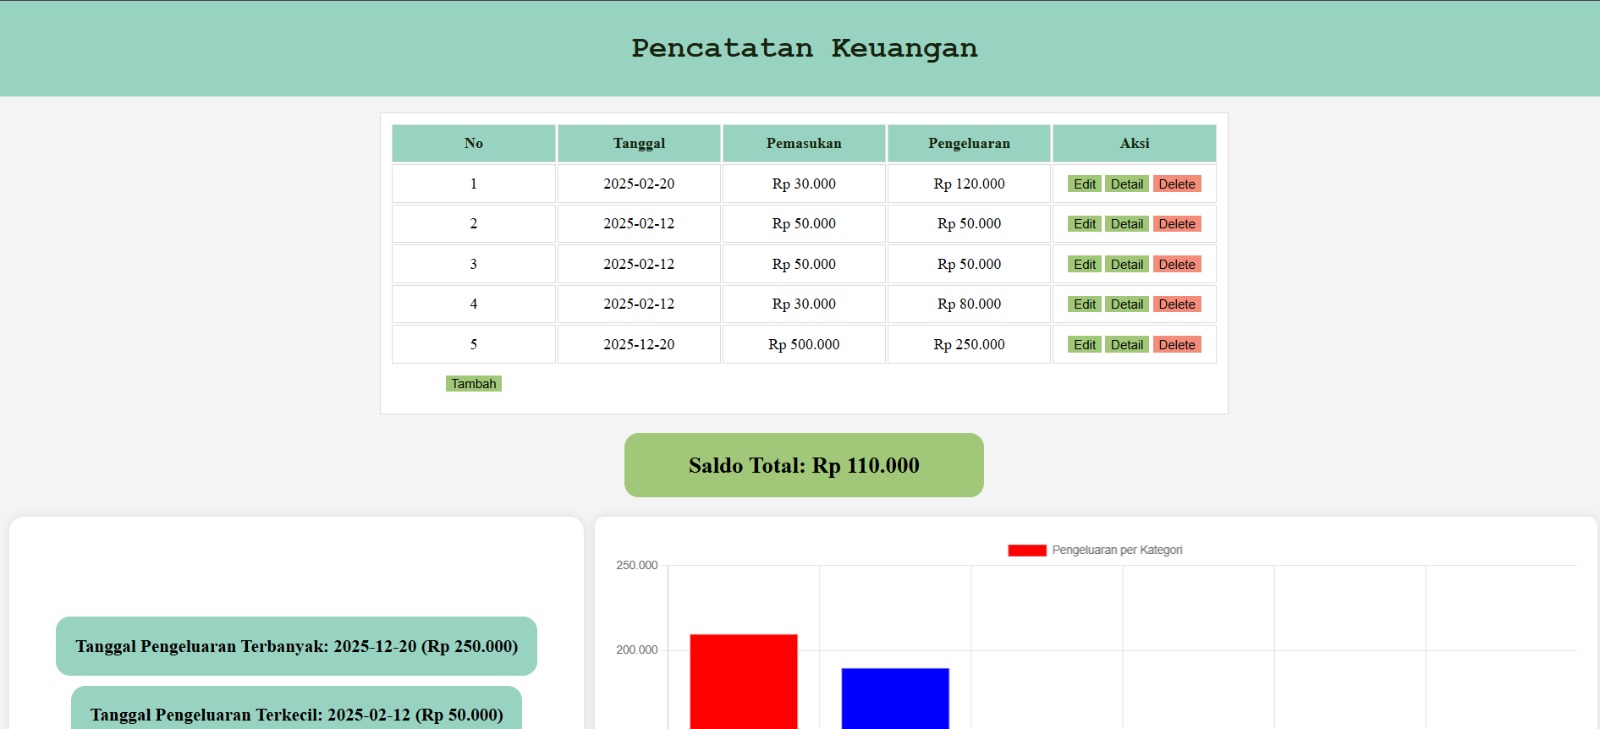 Pencatatan Keuangan
No Tanggal Pemasukan Pengeluaran Aksi
1 2025-02-20 Rp 30.000 Rp 120.000 Edit Detail Delete
2 2025-02-12 Rp 50.000 Rp 50.000 Edit Detail Delete
3 2025-02-12 Rp 50.000 Rp 50.000 Edit Detail Delete
4 2025-02-12 Rp 30.000 Rp 80.000 Edit Detail Delete
5 2025-12-20 Rp 500.000 Rp 250.000 Edit Detail Delete
Tambah
Saldo Total: Rp 110.000
Tanggal Pengeluaran Terbanyak: 2025-12-20 (Rp 250.000)
Tanggal Pengeluaran Terkecil: 2025-02-12 (Rp 50.000)
Pengeluaran per Kategori
250.000
200.000